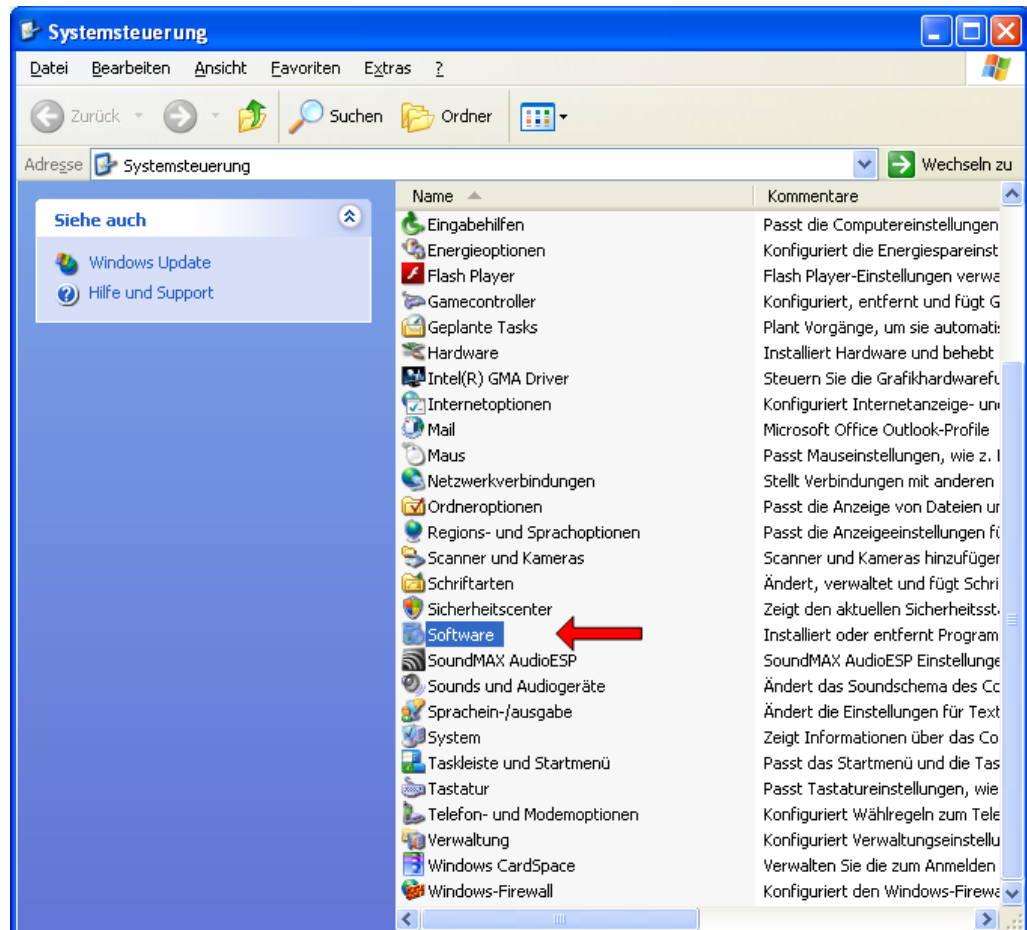 Systemsteuerung
Datei Bearbeiten Ansicht Favoriten Extras ?
Zurück Suchen Ordner
Adresse Systemsteuerung Wechseln zu
Siehe auch
Windows Update
Hilfe und Support
Name Kommentare
Eingabehilfen Passt die Computereinstellungen
Energieoptionen Konfiguriert die Energiespareinst
Flash Player Flash Player-Einstellungen verwa
Gamecontroller Konfiguriert, entfernt und fügt G
Geplante Tasks Plant Vorgänge, um sie automatis
Hardware Installiert Hardware und behebt
Intel(R) GMA Driver Steuern Sie die Grafikhardwarefu
Internetoptionen Konfiguriert Internetanzeige- und
Mail Microsoft Office Outlook-Profile
Maus Passt Mauseinstellungen, wie z. B
Netzwerkverbindungen Stellt Verbindungen mit anderen
Ordneroptionen Passt die Anzeige von Dateien un
Regions- und Sprachoptionen Passt die Anzeigeeinstellungen fü
Scanner und Kameras Scanner und Kameras hinzufügen
Schriftarten Ändert, verwaltet und fügt Schri
Sicherheitscenter Zeigt den aktuellen Sicherheitsst
Software Installiert oder entfernt Program
SoundMAX AudioESP SoundMAX AudioESP Einstellunge
Sounds und Audiogeräte Ändert das Soundschema des Co
Sprachein-/ausgabe Ändert die Einstellungen für Text
System Zeigt Informationen über das Co
Taskleiste und Startmenü Passt das Startmenü und die Tas
Tastatur Passt Tastatureinstellungen, wie
Telefon- und Modemoptionen Konfiguriert Wählregeln zum Tele
Verwaltung Konfiguriert Verwaltungseinstellu
Windows CardSpace Verwalten Sie die zum Anmelden
Windows-Firewall Konfiguriert den Windows-Firewa